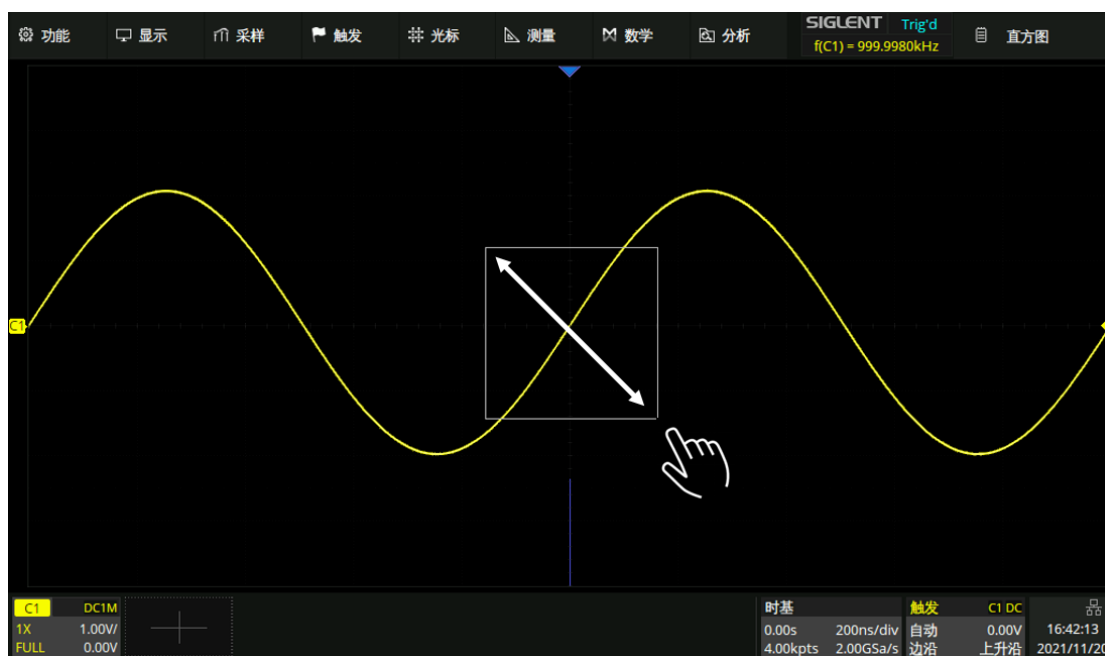 功能 显示 采样 触发 光标 测量 数学 分析 SIGLENT Trig'd 直方图
f(C1) = 999.9980kHz
C1
C1 DC1M 时基 触发 C1 DC
1X 1.00V/ 0.00s 200ns/div 自动 0.00V 16:42:13
FULL 0.00V 4.00kpts 2.00GSa/s 边沿 上升沿 2021/11/20